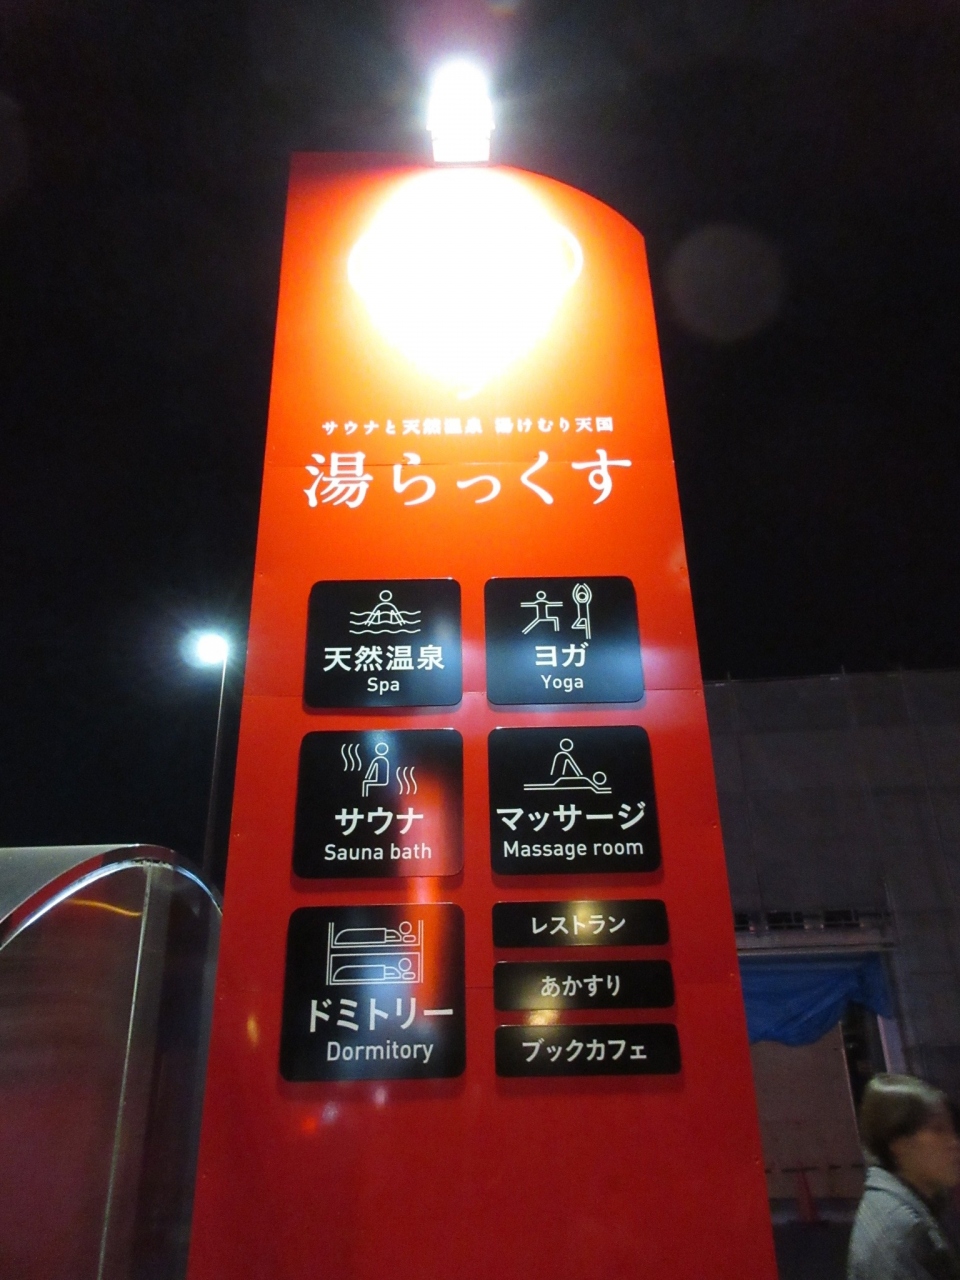 サウナと天然温泉 湯けむり天国
湯らっくす
天然温泉
Spa
ヨガ
Yoga
サウナ
Sauna bath
マッサージ
Massage room
ドミトリー
Dormitory
レストラン
あかすり
ブックカフェ